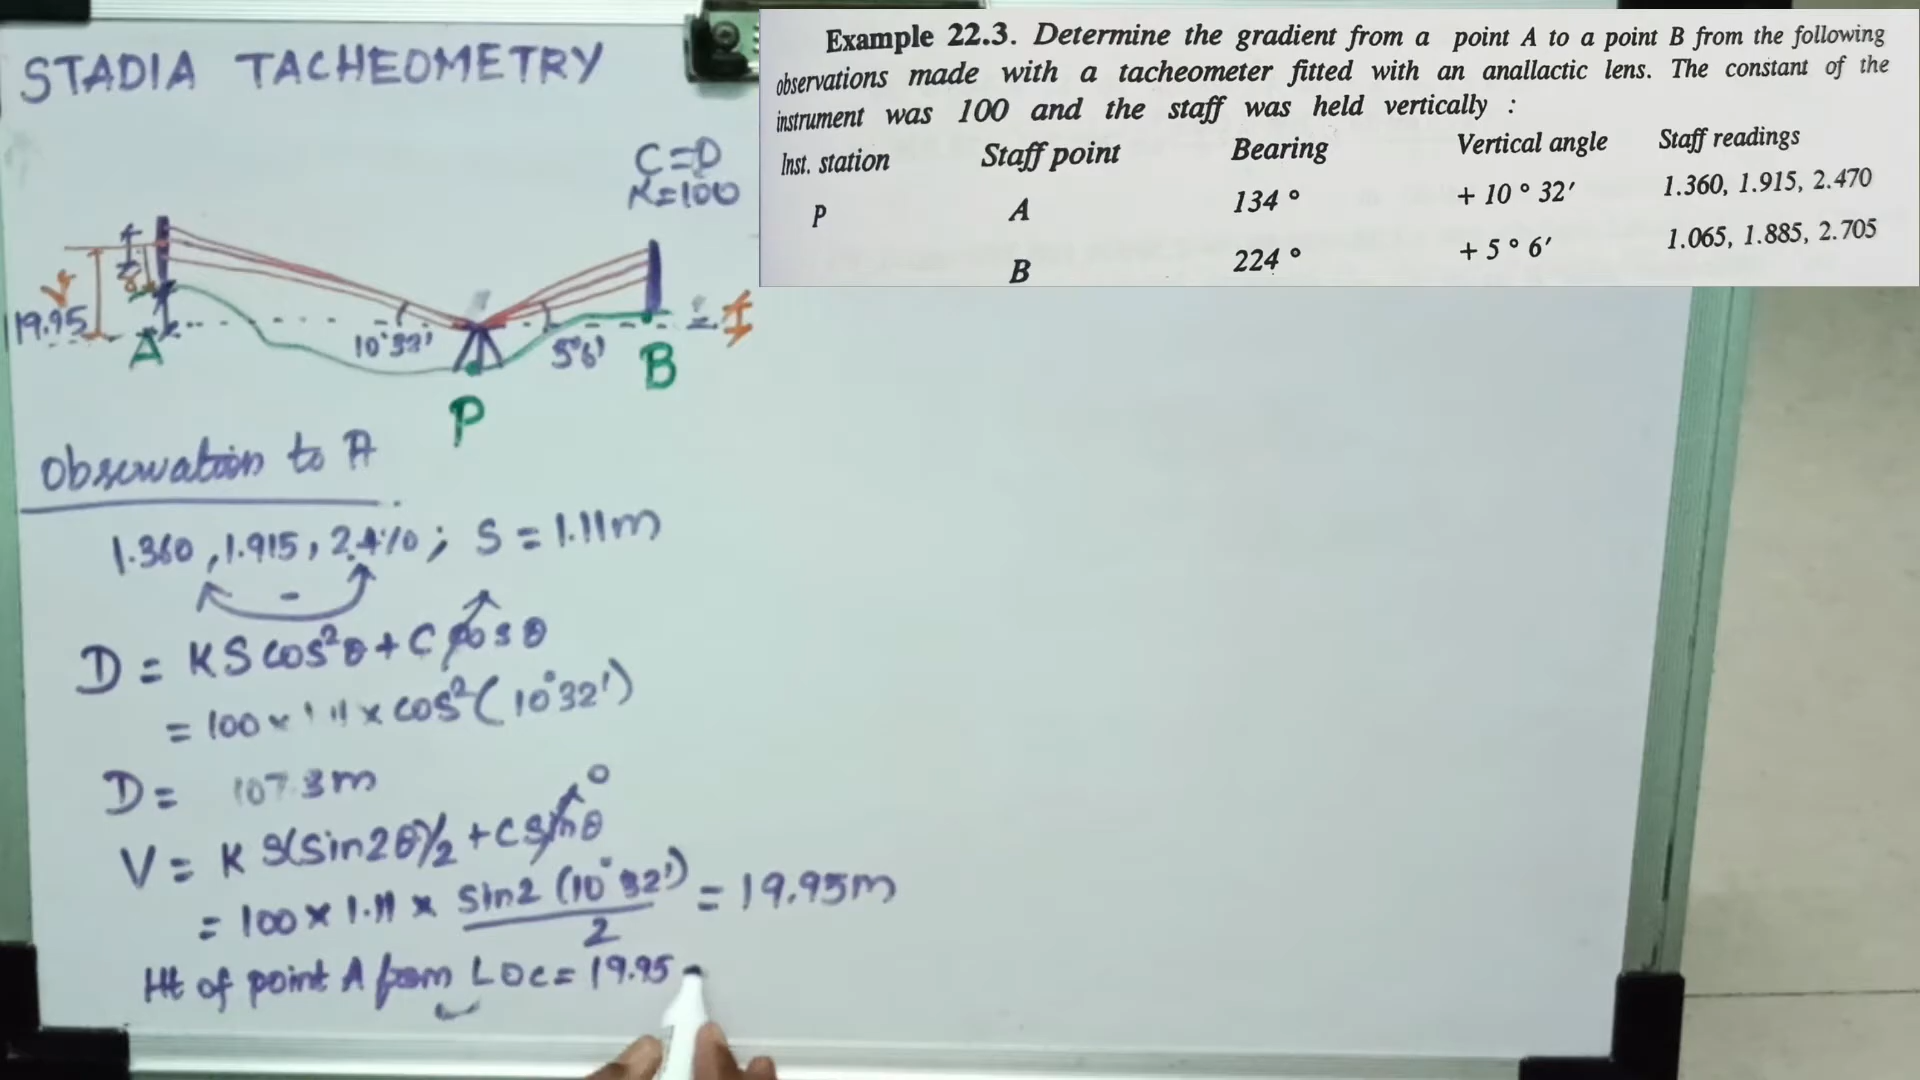 STADIA TACHEOMETRY
Example 22.3. Determine the gradient from a point A to a point B from the following
observations made with a tacheometer fitted with an anallactic lens. The constant of the
instrument was 100 and the staff was held vertically :
Inst. station Staff point Bearing Vertical angle Staff readings
P A 134° + 10° 32′ 1.360, 1.915, 2.470
B 224° + 5° 6′ 1.065, 1.885, 2.705
C=0
K=100
19.95
A
10°32'
P
5°6'
B
Observation to A
1.360, 1.915, 2.470; S = 1.11m
-
D = KS cos²θ + C cosθ
= 100 × 1.11 × cos²(10°32')
D = 107.3m
V = K S(sin2θ)/2 + C sinθ
0
= 100 × 1.11 × sin2 (10°32') = 19.95m
2
Ht of point A from LOC = 19.95 -